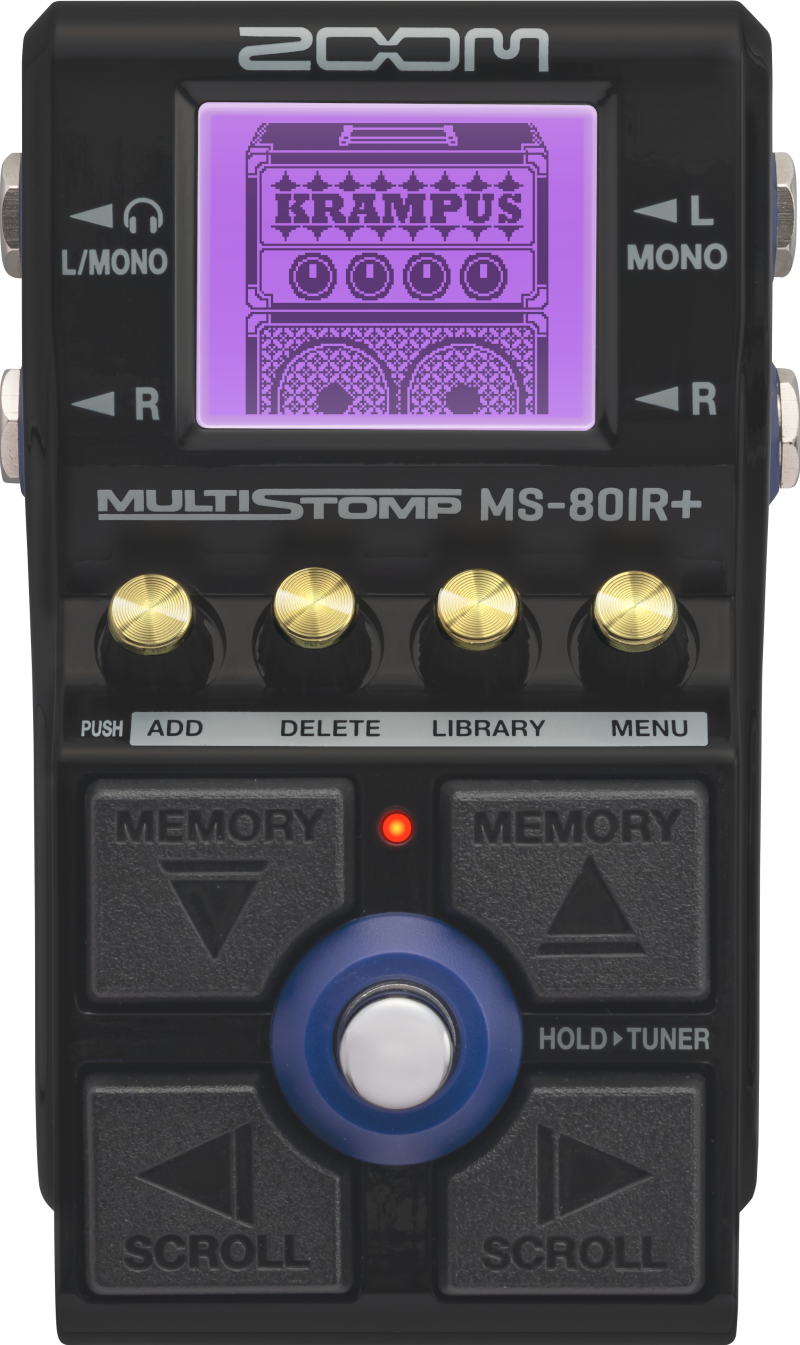 ZOOM
KRAMPUS
L/MONO
L
MONO
R
R
MULTISTOMP MS-80IR+
PUSH ADD DELETE LIBRARY MENU
MEMORY
MEMORY
HOLD▸TUNER
SCROLL
SCROLL